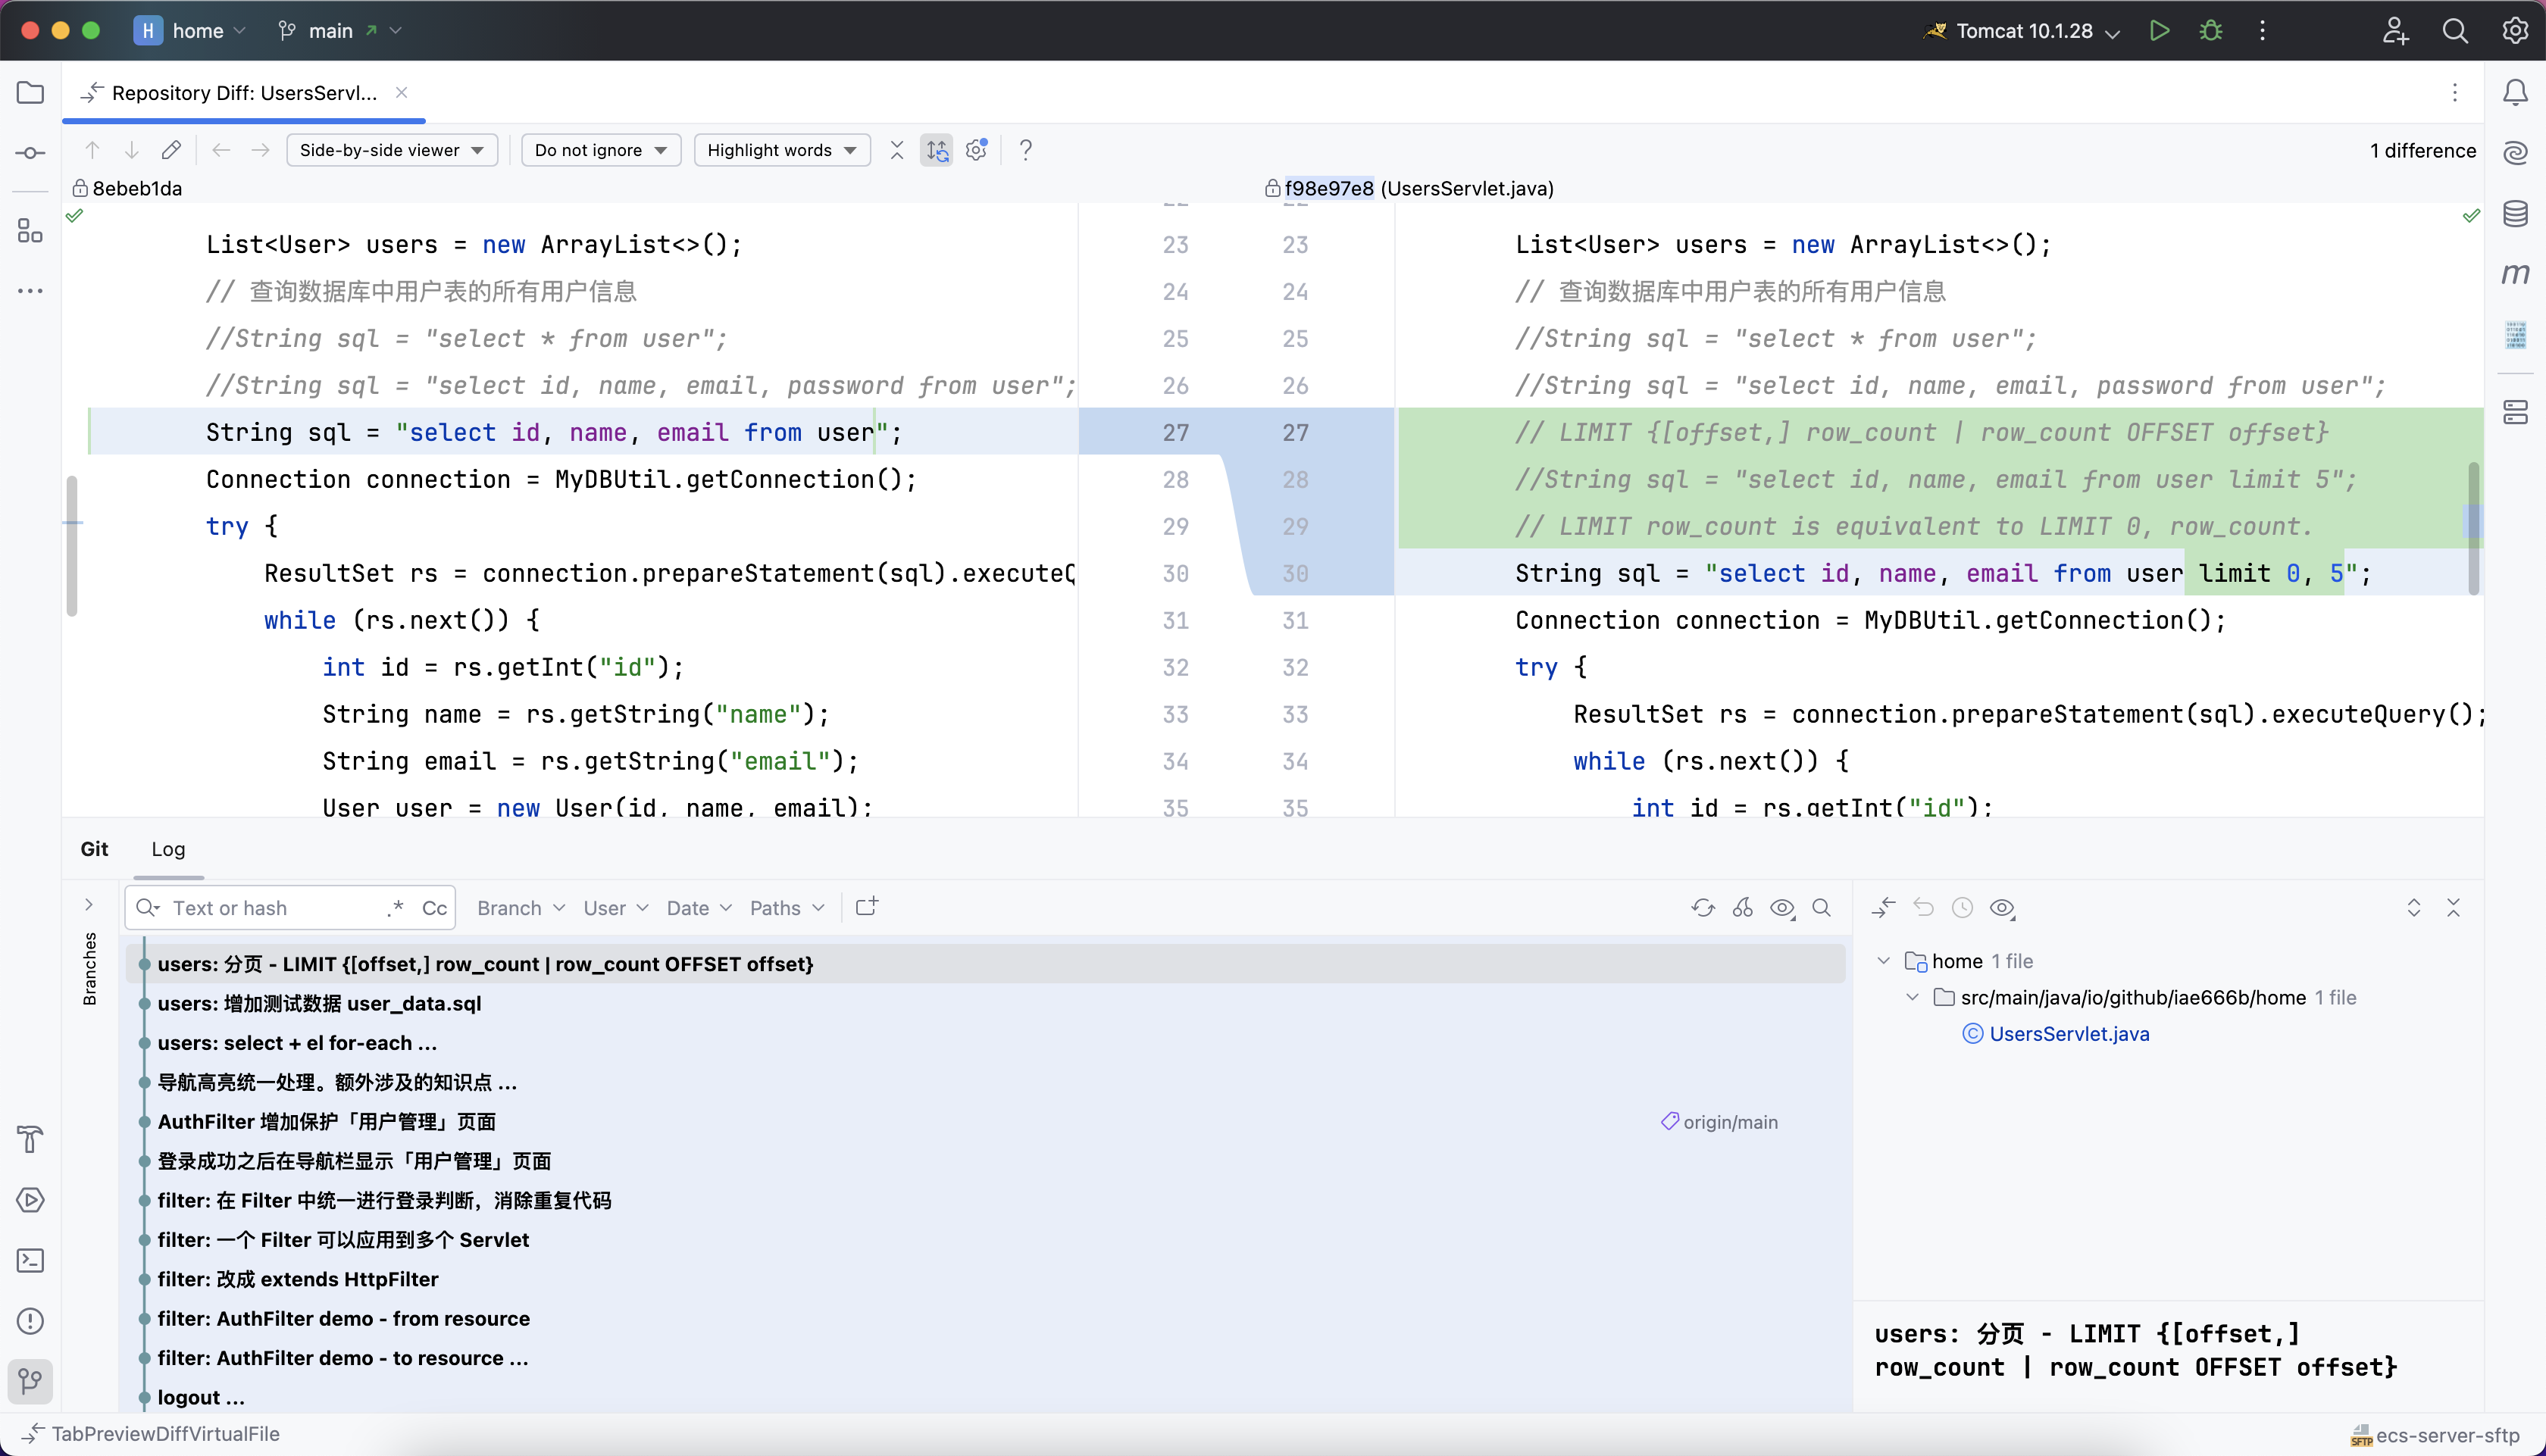 H home main Tomcat 10.1.28
Repository Diff: UsersServl...
Side-by-side viewer Do not ignore Highlight words ? 1 difference
8ebeb1da
f98e97e8 (UsersServlet.java)
List<User> users = new ArrayList<>(); 23
// 查询数据库中用户表的所有用户信息 24
//String sql = "select * from user"; 25
//String sql = "select id, name, email, password from user"; 26
String sql = "select id, name, email from user"; 27
Connection connection = MyDBUtil.getConnection(); 28
try { 29
ResultSet rs = connection.prepareStatement(sql).executeQ 30
while (rs.next()) { 31
int id = rs.getInt("id"); 32
String name = rs.getString("name"); 33
String email = rs.getString("email"); 34
User user = new User(id, name, email); 35
23 List<User> users = new ArrayList<>();
24 // 查询数据库中用户表的所有用户信息
25 //String sql = "select * from user";
26 //String sql = "select id, name, email, password from user";
27 // LIMIT {[offset,] row_count | row_count OFFSET offset}
28 //String sql = "select id, name, email from user limit 5";
29 // LIMIT row_count is equivalent to LIMIT 0, row_count.
30 String sql = "select id, name, email from user limit 0, 5";
31 Connection connection = MyDBUtil.getConnection();
32 try {
33 ResultSet rs = connection.prepareStatement(sql).executeQuery();
34 while (rs.next()) {
35 int id = rs.getInt("id");
m
Git Log
Branches
Text or hash .* Cc Branch User Date Paths
users: 分页 - LIMIT {[offset,] row_count | row_count OFFSET offset}
users: 增加测试数据 user_data.sql
users: select + el for-each ...
导航高亮统一处理。额外涉及的知识点 ...
AuthFilter 增加保护「用户管理」页面 origin/main
登录成功之后在导航栏显示「用户管理」页面
filter: 在 Filter 中统一进行登录判断，消除重复代码
filter: 一个 Filter 可以应用到多个 Servlet
filter: 改成 extends HttpFilter
filter: AuthFilter demo - from resource
filter: AuthFilter demo - to resource ...
logout ...
home 1 file
src/main/java/io/github/iae666b/home 1 file
UsersServlet.java
users: 分页 - LIMIT {[offset,]
row_count | row_count OFFSET offset}
TabPreviewDiffVirtualFile
SFTP ecs-server-sftp